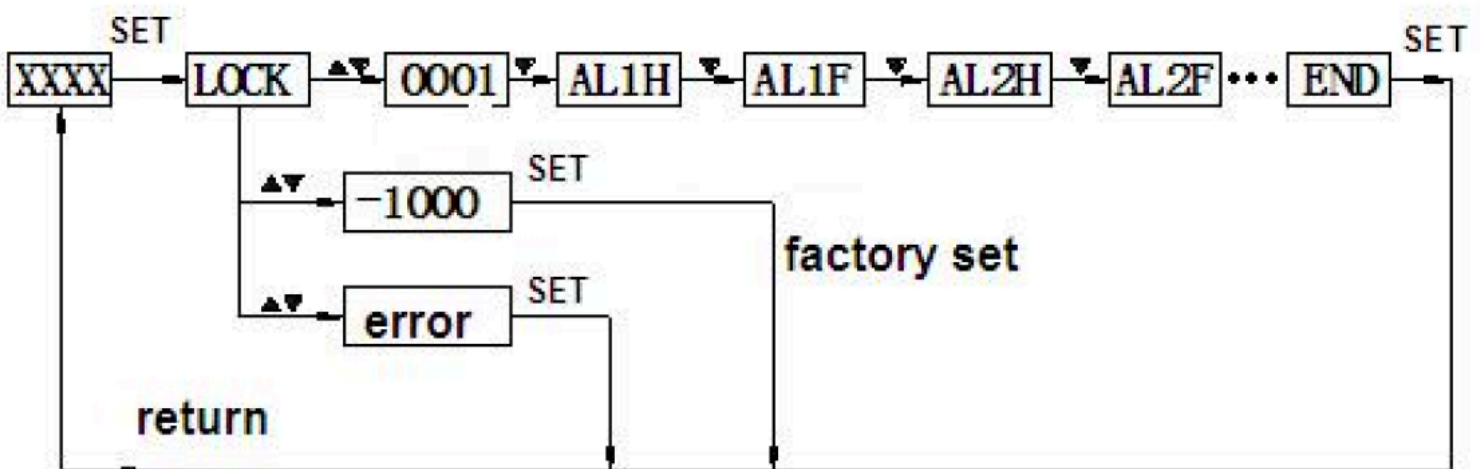 SET SET
XXXX LOCK ▲▼ 0001 ▼ AL1H ▼ AL1F ▼ AL2H ▼ AL2F ••• END
▲▼ -1000 SET
factory set
▲▼ error SET
return